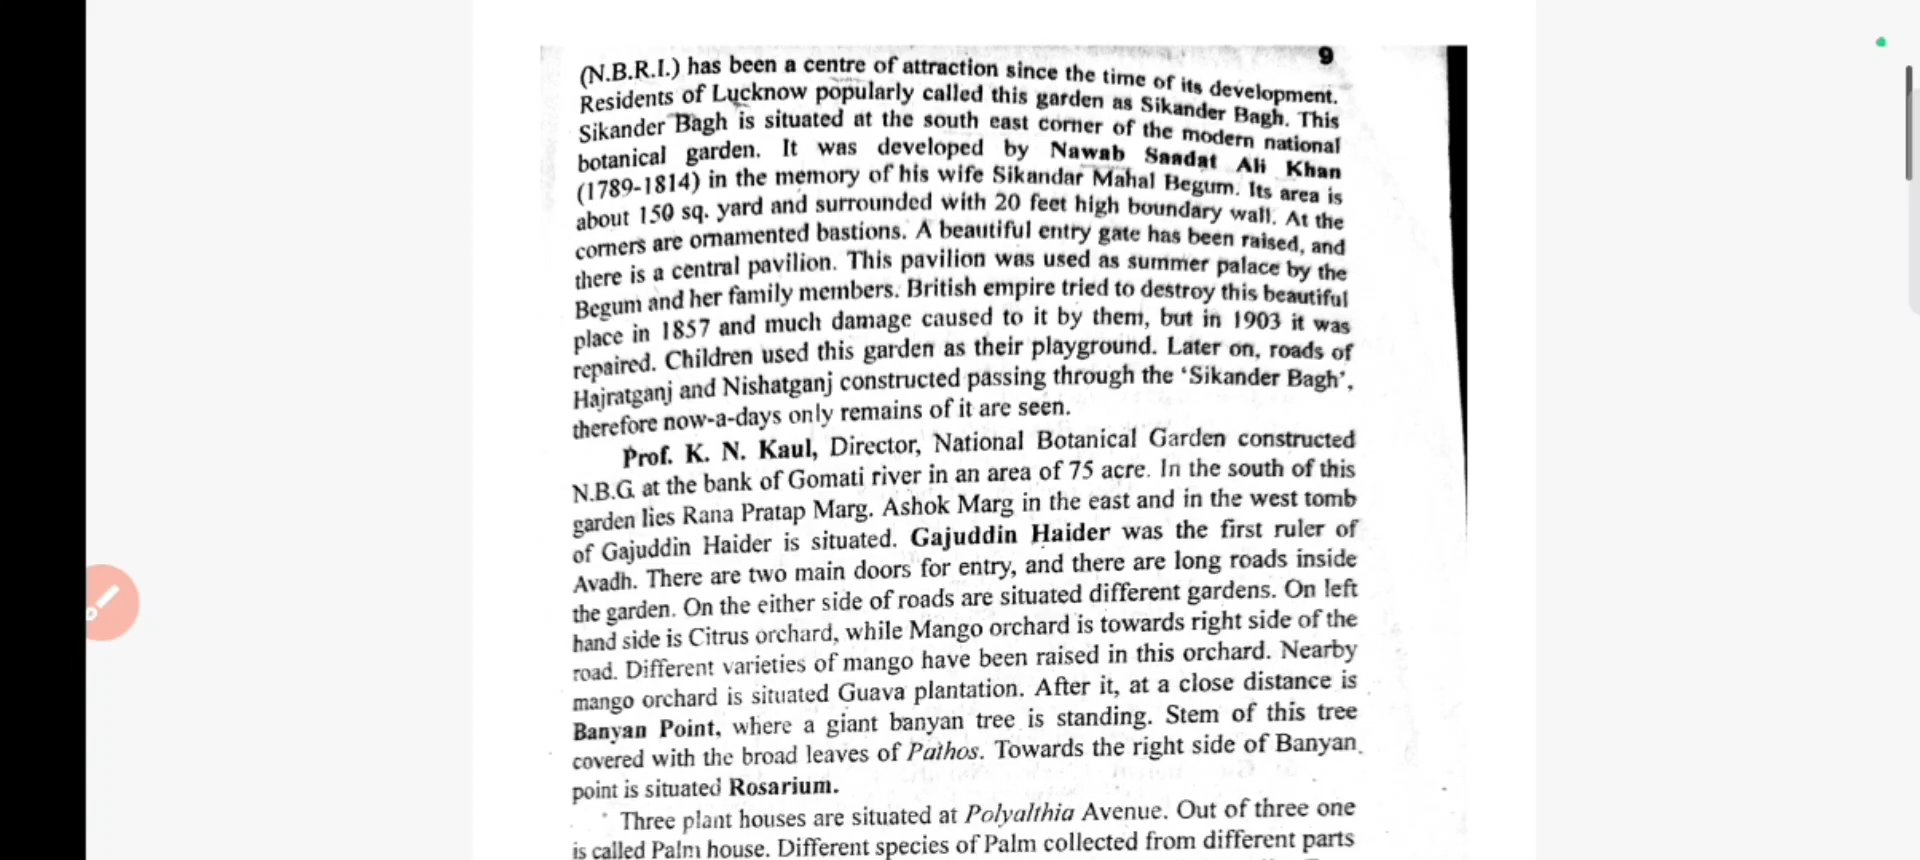 9
(N.B.R.I.) has been a centre of attraction since the time of its development.
Residents of Lucknow popularly called this garden as Sikander Bagh. This
Sikander Bagh is situated at the south east corner of the modern national
botanical garden. It was developed by Nawab Saadat Ali Khan
(1789-1814) in the memory of his wife Sikandar Mahal Begum. Its area is
about 150 sq. yard and surrounded with 20 feet high boundary wall. At the
corners are ornamented bastions. A beautiful entry gate has been raised, and
there is a central pavilion. This pavilion was used as summer palace by the
Begum and her family members. British empire tried to destroy this beautiful
place in 1857 and much damage caused to it by them, but in 1903 it was
repaired. Children used this garden as their playground. Later on, roads of
Hajratganj and Nishatganj constructed passing through the ‘Sikander Bagh’,
therefore now-a-days only remains of it are seen.
Prof. K. N. Kaul, Director, National Botanical Garden constructed
N.B.G. at the bank of Gomati river in an area of 75 acre. In the south of this
garden lies Rana Pratap Marg. Ashok Marg in the east and in the west tomb
of Gajuddin Haider is situated. Gajuddin Haider was the first ruler of
Avadh. There are two main doors for entry, and there are long roads inside
the garden. On the either side of roads are situated different gardens. On left
hand side is Citrus orchard, while Mango orchard is towards right side of the
road. Different varieties of mango have been raised in this orchard. Nearby
mango orchard is situated Guava plantation. After it, at a close distance is
Banyan Point, where a giant banyan tree is standing. Stem of this tree
covered with the broad leaves of Pathos. Towards the right side of Banyan
point is situated Rosarium.
Three plant houses are situated at Polyalthia Avenue. Out of three one
is called Palm house. Different species of Palm collected from different parts